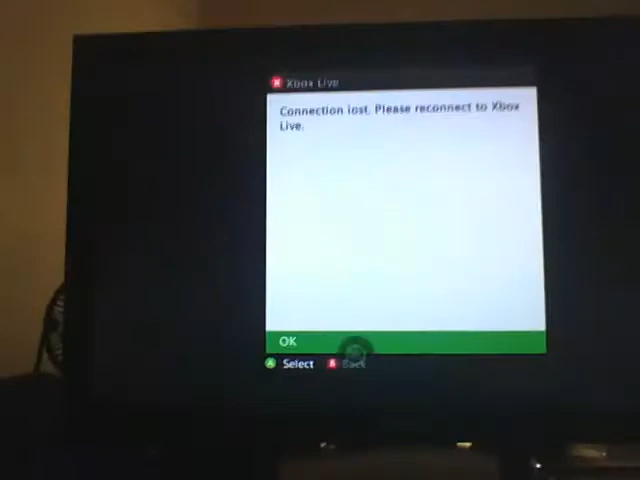 Xbox Live
Connection lost. Please reconnect to Xbox
Live.
OK
A Select B Back